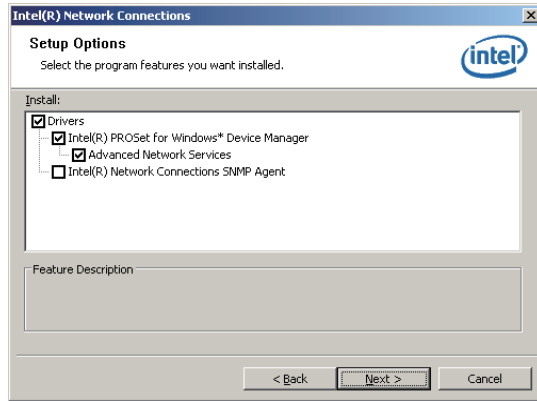 Intel(R) Network Connections
Setup Options
Select the program features you want installed.
intel
Install:
Drivers
Intel(R) PROSet for Windows* Device Manager
Advanced Network Services
Intel(R) Network Connections SNMP Agent
Feature Description
< Back
Next >
Cancel